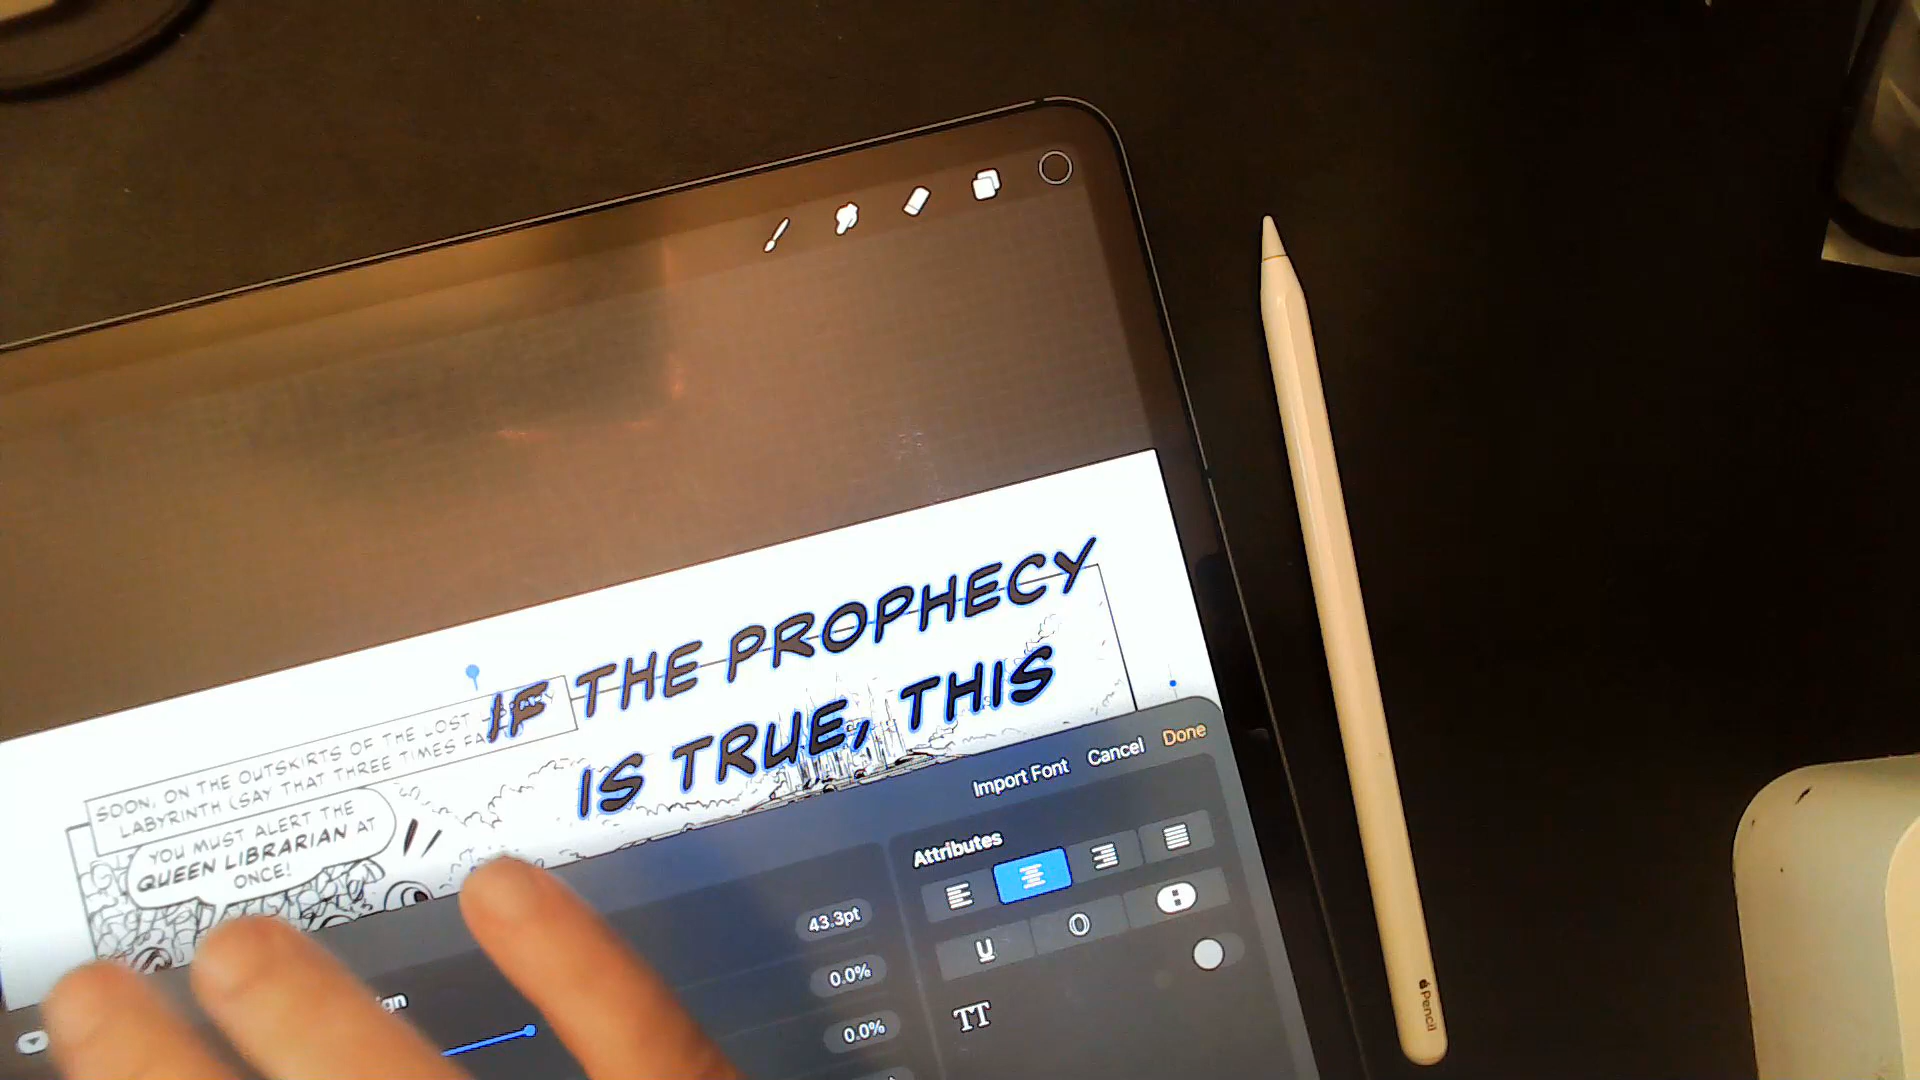 IF THE PROPHECY
IS TRUE, THIS
SOON, ON THE OUTSKIRTS OF THE LOST
LABYRINTH (SAY THAT THREE TIMES
YOU MUST ALERT THE
QUEEN LIBRARIAN AT
ONCE!
Import Font
Cancel
Done
Attributes
43.3pt
0.0%
0.0%
U
O
TT
Pencil